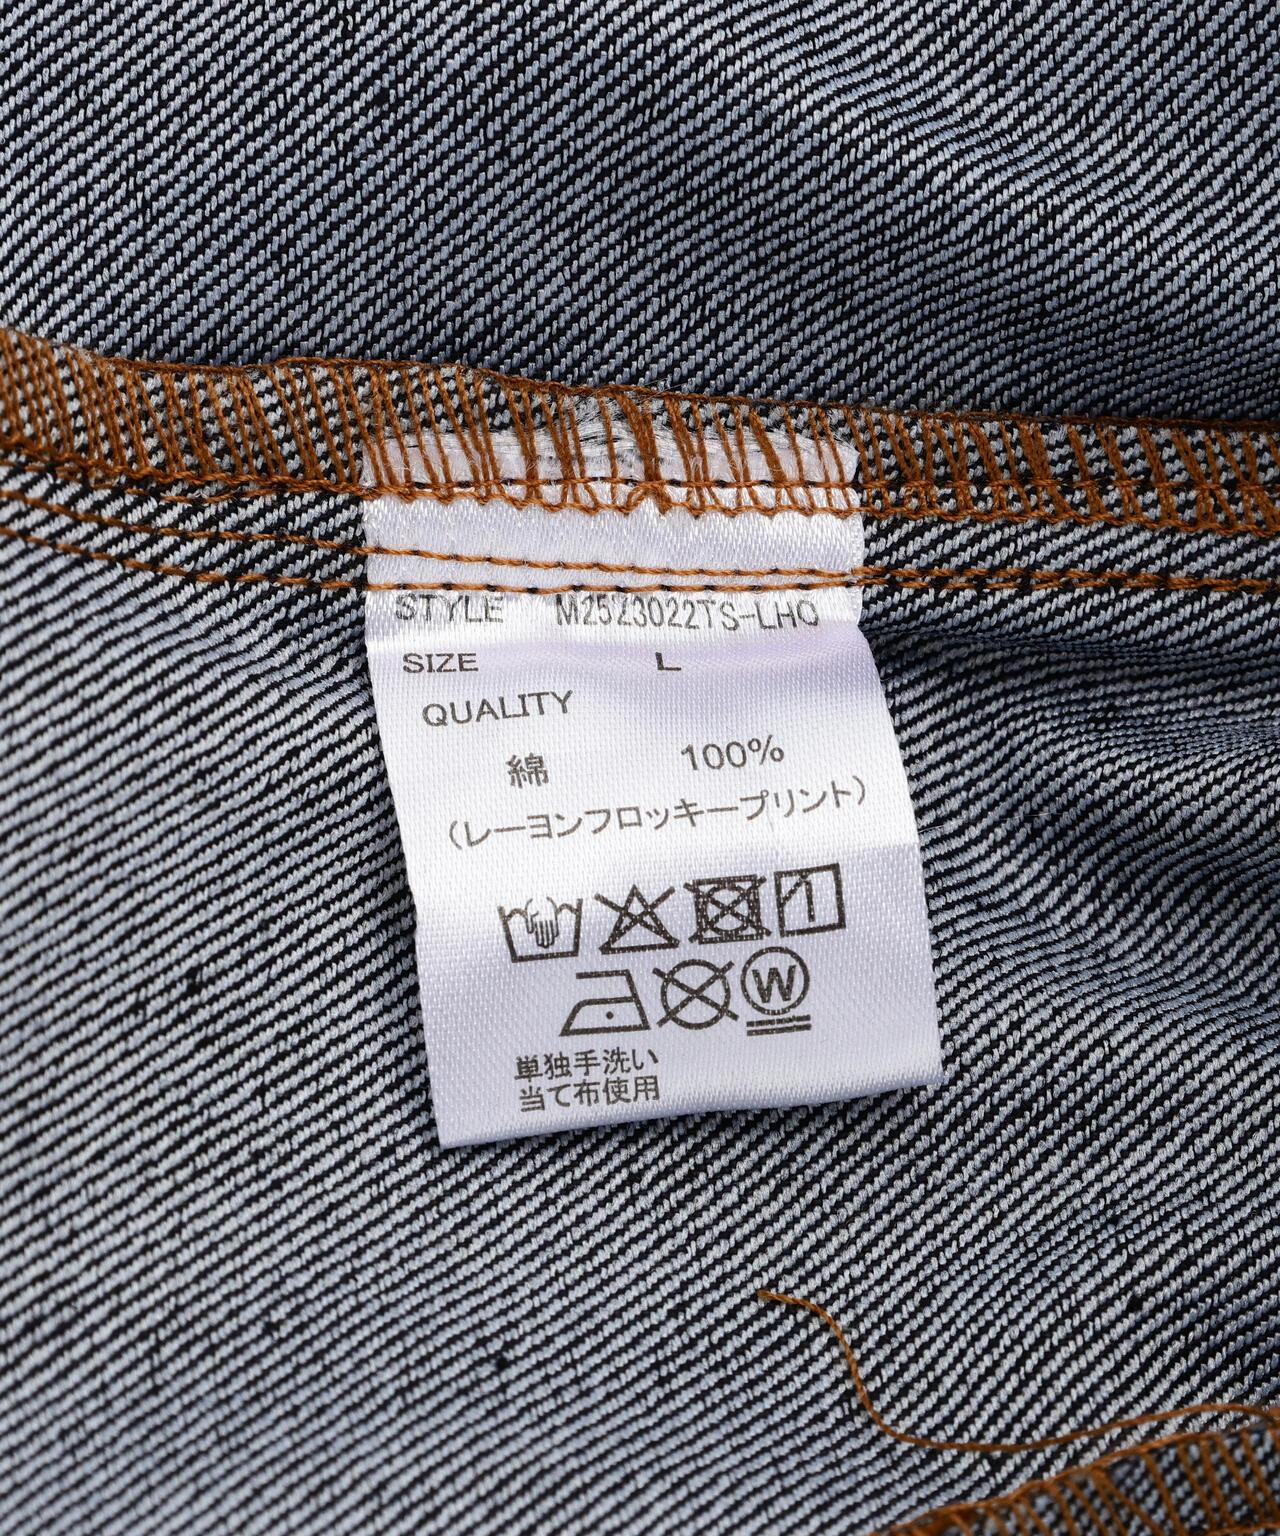 STYLE M2523022TS-LHO
SIZE L
QUALITY
綿 100%
(レーヨンフロッキープリント)
W
単独手洗い
当て布使用